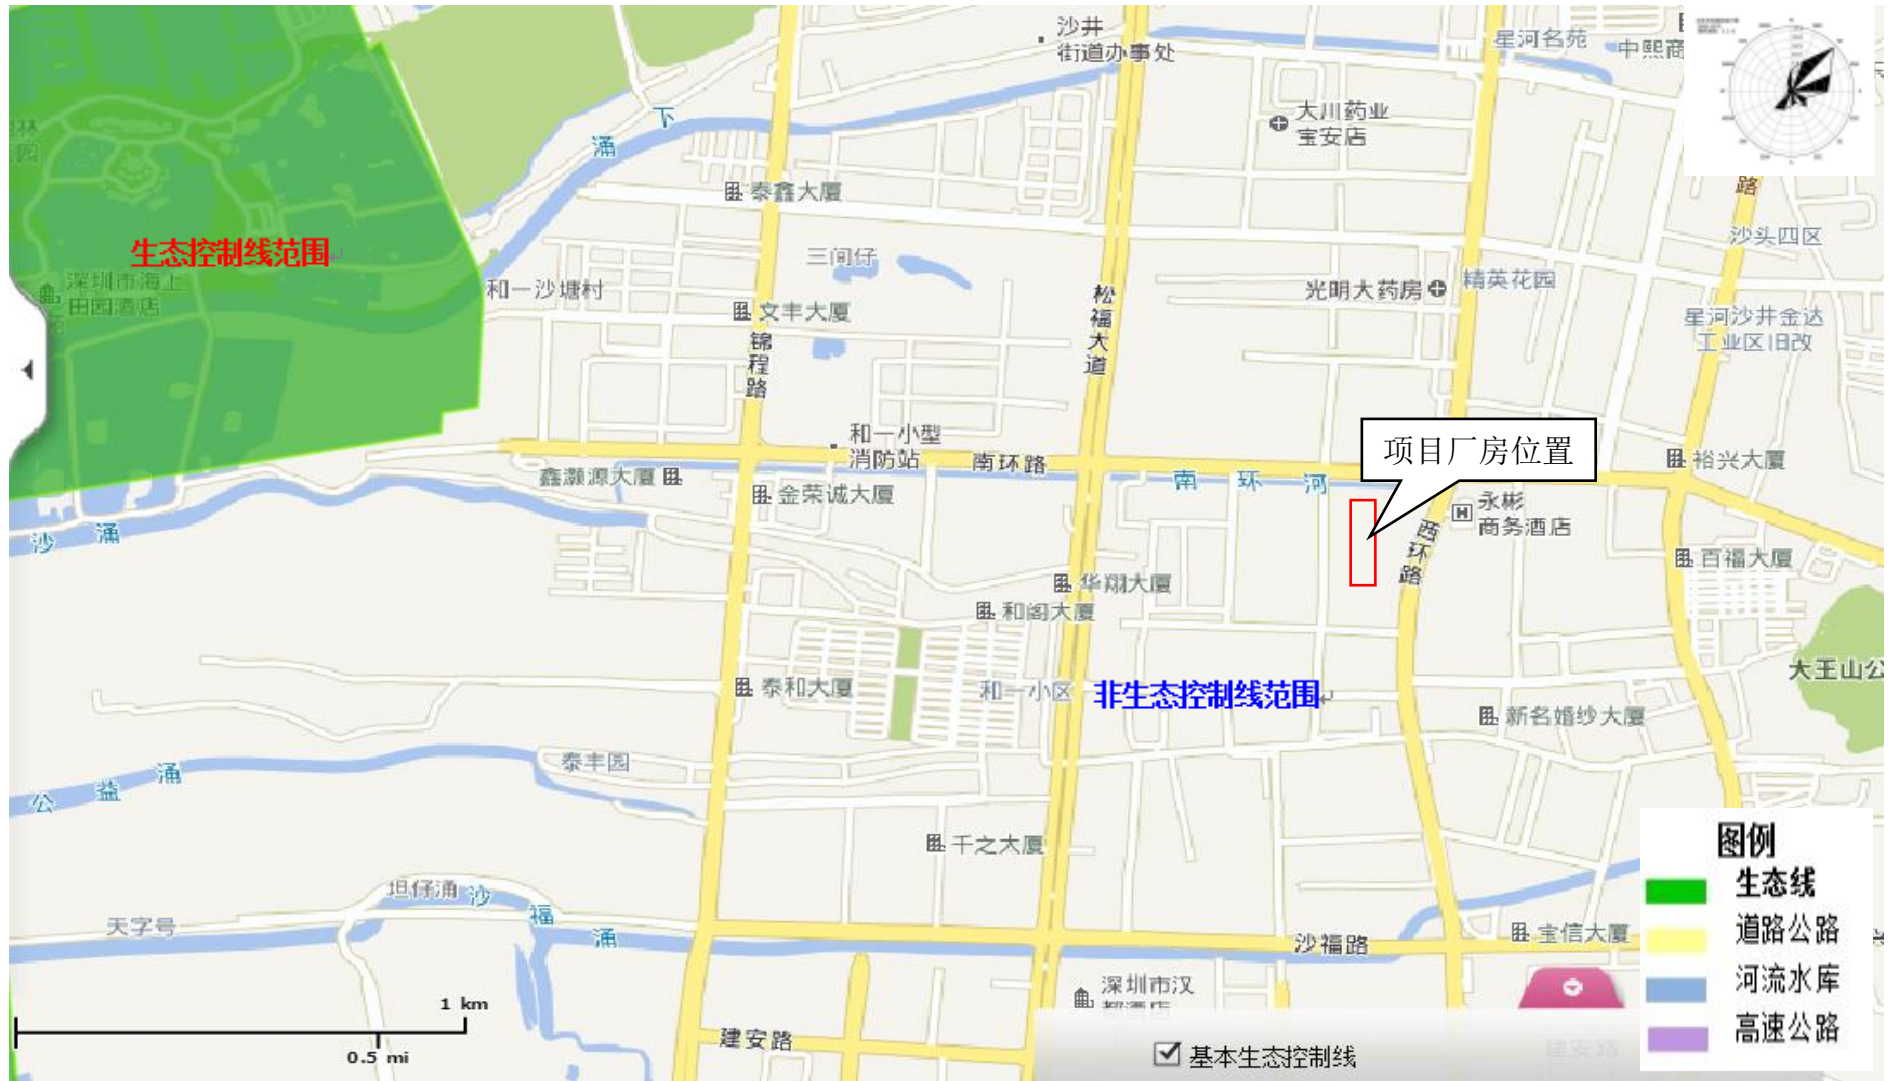 沙井
街道办事处
星河名苑
中熙商
下
涌
大川药业
宝安店
泰鑫大厦
路
沙头四区
生态控制线范围
三间仔
深圳市海上
田园酒店
和一沙塘村
光明大药房
精英花园
文丰大厦
松福大道
星河沙井金达
工业区旧改
锦程路
和一小型
消防站
南环路
项目厂房位置
裕兴大厦
鑫灏源大厦
金荣诚大厦
南 环 河
永彬
商务酒店
沙 涌
西环路
百福大厦
华翔大厦
和阁大厦
大王山公
泰和大厦
和一小区
非生态控制线范围
新名婚纱大厦
泰丰园
公 益 涌
千之大厦
图例
生态线
道路公路
河流水库
高速公路
坦仔涌
沙 福 涌
天字号
沙福路
宝信大厦
深圳市汉
都酒店
1 km
0.5 mi
建安路
基本生态控制线
建安路